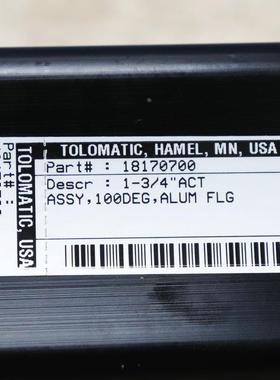 TOLOMATIC, HAMEL, MN, USA
Part# : 18170700
Descr : 1-3/4"ACT
ASSY,100DEG,ALUM FLG
TOLOMATIC, USA
Part#